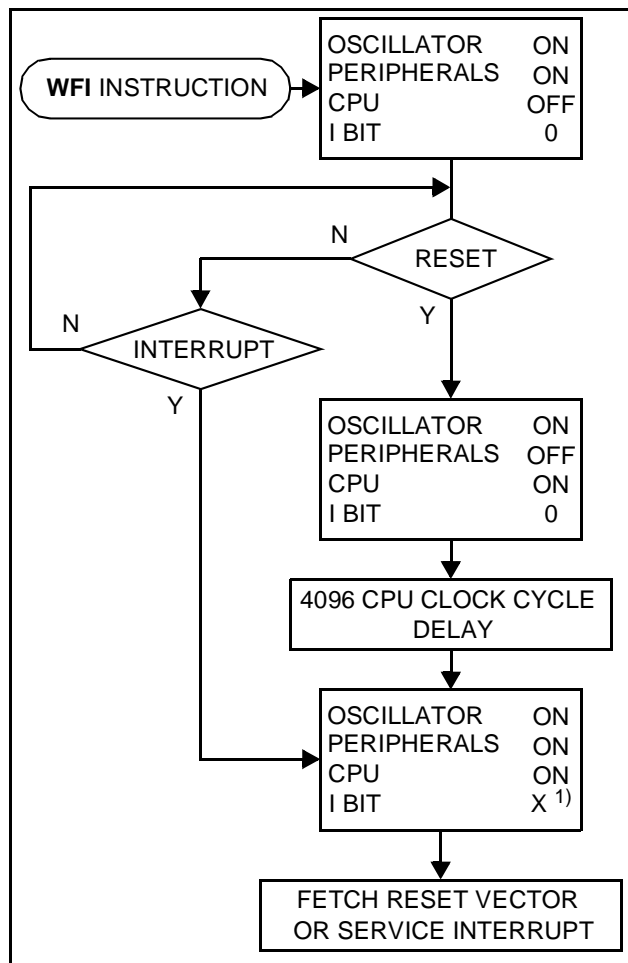 WFI INSTRUCTION
OSCILLATOR ON
PERIPHERALS ON
CPU OFF
I BIT 0
N
RESET
Y
N
INTERRUPT
Y
OSCILLATOR ON
PERIPHERALS OFF
CPU ON
I BIT 0
4096 CPU CLOCK CYCLE
DELAY
OSCILLATOR ON
PERIPHERALS ON
CPU ON
I BIT X 1)
FETCH RESET VECTOR
OR SERVICE INTERRUPT